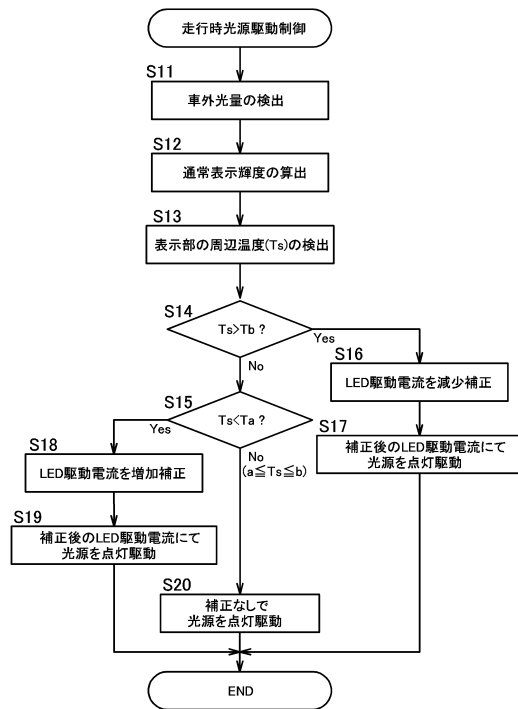 走行時光源駆動制御
S11
車外光量の検出
S12
通常表示輝度の算出
S13
表示部の周辺温度(Ts)の検出
S14
Ts>Tb ?
Yes
No
S16
LED駆動電流を減少補正
S15
Ts<Ta ?
Yes
No
(a≦Ts≦b)
S17
補正後のLED駆動電流にて
光源を点灯駆動
S18
LED駆動電流を増加補正
S19
補正後のLED駆動電流にて
光源を点灯駆動
S20
補正なしで
光源を点灯駆動
END